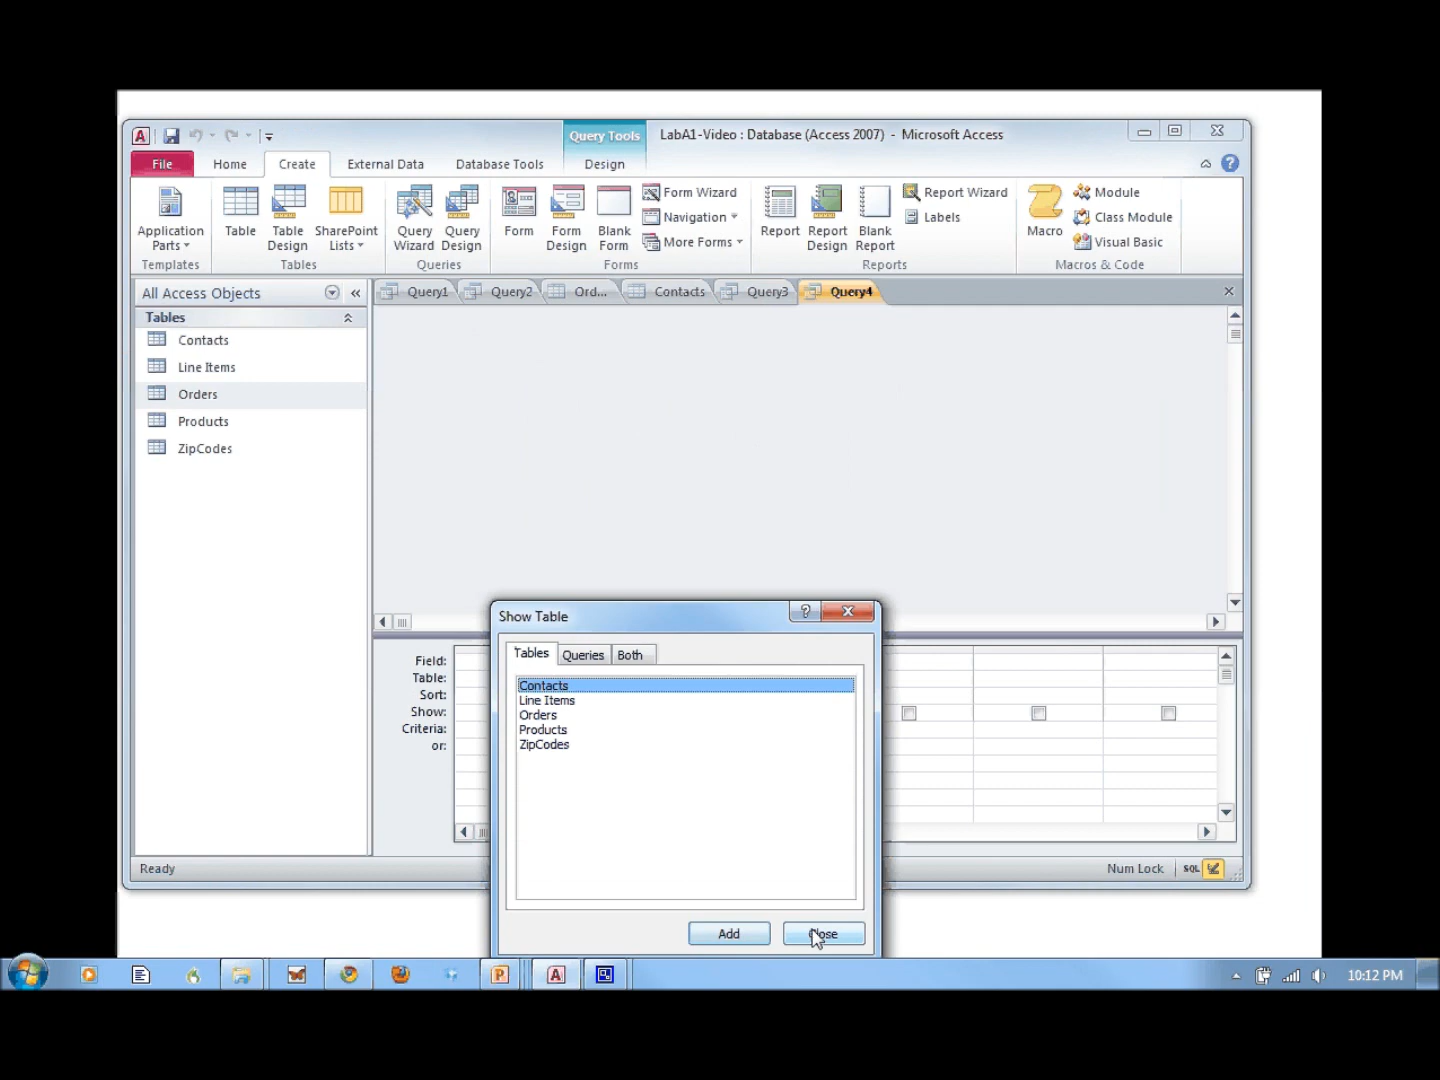 Query Tools
LabA1-Video : Database (Access 2007) - Microsoft Access
File
Home
Create
External Data
Database Tools
Design
Application Parts
Table
Table Design
SharePoint Lists
Query Wizard
Query Design
Form
Form Design
Blank Form
Form Wizard
Navigation
More Forms
Report
Report Design
Blank Report
Report Wizard
Labels
Macro
Module
Class Module
Visual Basic
Templates
Tables
Queries
Forms
Reports
Macros & Code
All Access Objects
Query1
Query2
Ord...
Contacts
Query3
Query4
Tables
Contacts
Line Items
Orders
Products
ZipCodes
Show Table
Tables
Queries
Both
Contacts
Line Items
Orders
Products
ZipCodes
Add
Close
Field:
Table:
Sort:
Show:
Criteria:
or:
Ready
Num Lock
SQL
10:12 PM